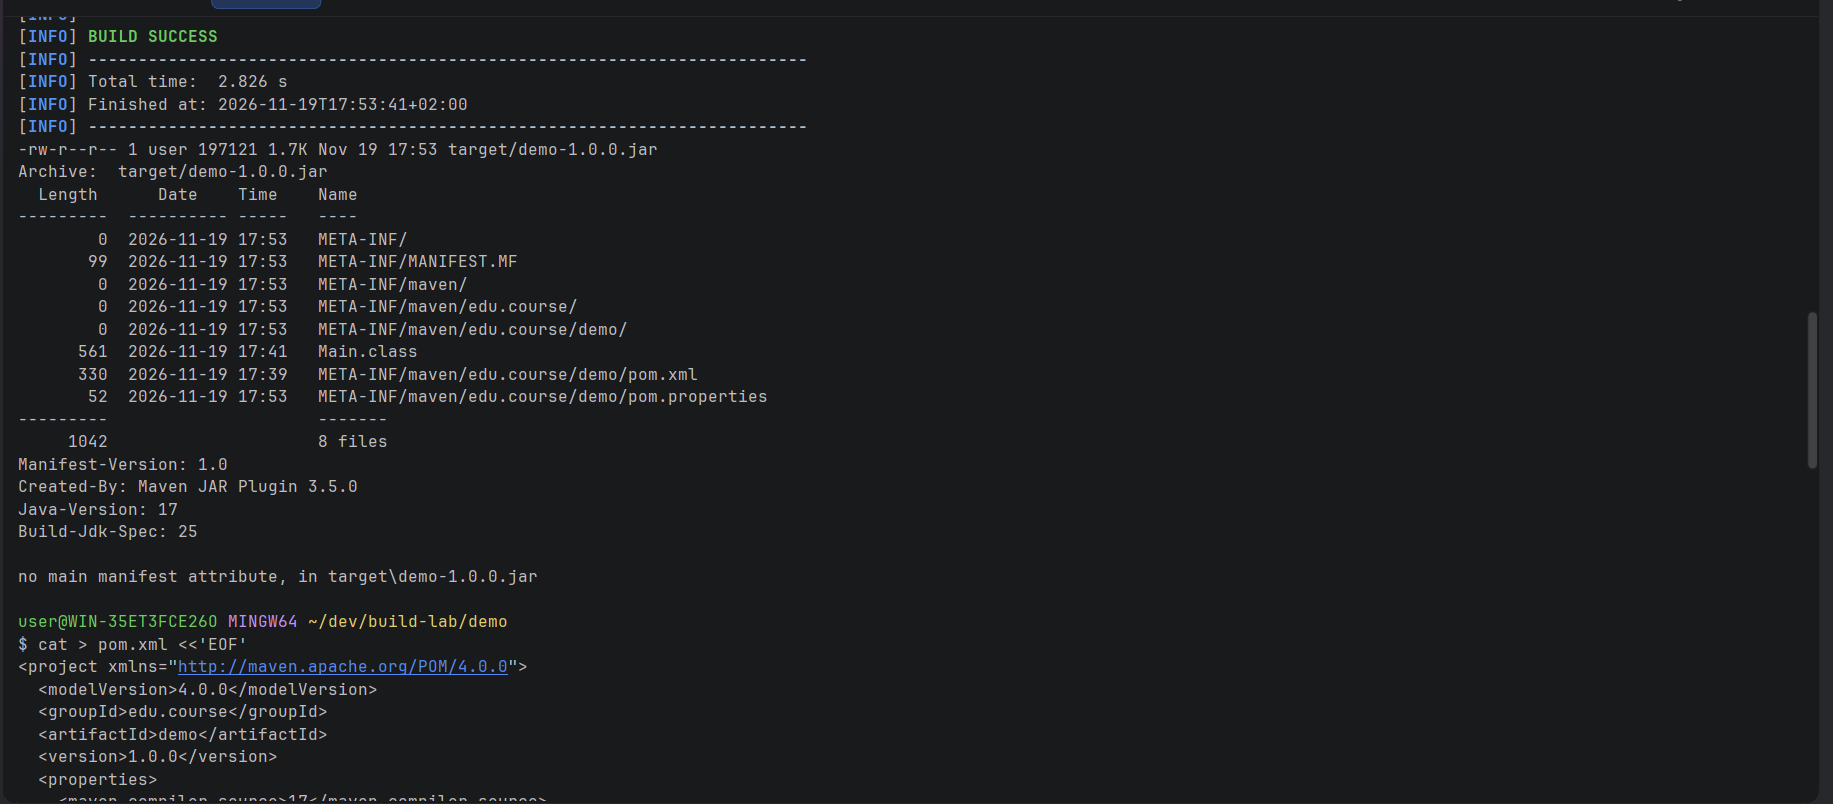 [INFO]
[INFO] BUILD SUCCESS
[INFO] ------------------------------------------------------------------------
[INFO] Total time:  2.826 s
[INFO] Finished at: 2026-11-19T17:53:41+02:00
[INFO] ------------------------------------------------------------------------
-rw-r--r-- 1 user 197121 1.7K Nov 19 17:53 target/demo-1.0.0.jar
Archive:  target/demo-1.0.0.jar
  Length      Date    Time    Name
---------  ---------- -----   ----
        0  2026-11-19 17:53   META-INF/
       99  2026-11-19 17:53   META-INF/MANIFEST.MF
        0  2026-11-19 17:53   META-INF/maven/
        0  2026-11-19 17:53   META-INF/maven/edu.course/
        0  2026-11-19 17:53   META-INF/maven/edu.course/demo/
      561  2026-11-19 17:41   Main.class
      330  2026-11-19 17:39   META-INF/maven/edu.course/demo/pom.xml
       52  2026-11-19 17:53   META-INF/maven/edu.course/demo/pom.properties
---------                     -------
     1042                     8 files
Manifest-Version: 1.0
Created-By: Maven JAR Plugin 3.5.0
Java-Version: 17
Build-Jdk-Spec: 25
no main manifest attribute, in target\demo-1.0.0.jar
user@WIN-35ET3FCE26O MINGW64 ~/dev/build-lab/demo
$ cat > pom.xml <<'EOF'
<project xmlns="http://maven.apache.org/POM/4.0.0">
  <modelVersion>4.0.0</modelVersion>
  <groupId>edu.course</groupId>
  <artifactId>demo</artifactId>
  <version>1.0.0</version>
  <properties>
    <maven.compiler.source>17</maven.compiler.source>